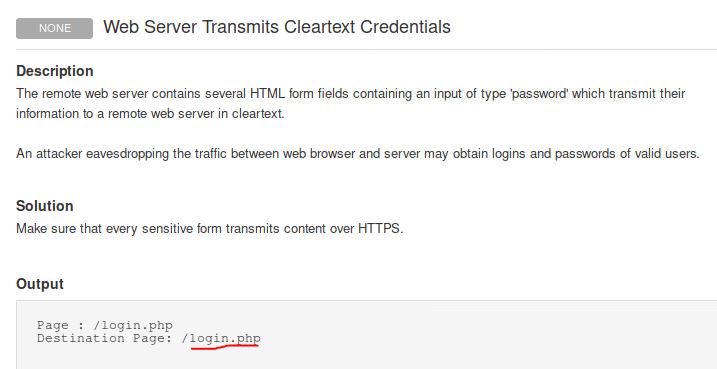 NONE Web Server Transmits Cleartext Credentials
Description
The remote web server contains several HTML form fields containing an input of type 'password' which transmit their
information to a remote web server in cleartext.
An attacker eavesdropping the traffic between web browser and server may obtain logins and passwords of valid users.
Solution
Make sure that every sensitive form transmits content over HTTPS.
Output
Page : /login.php
Destination Page: /login.php